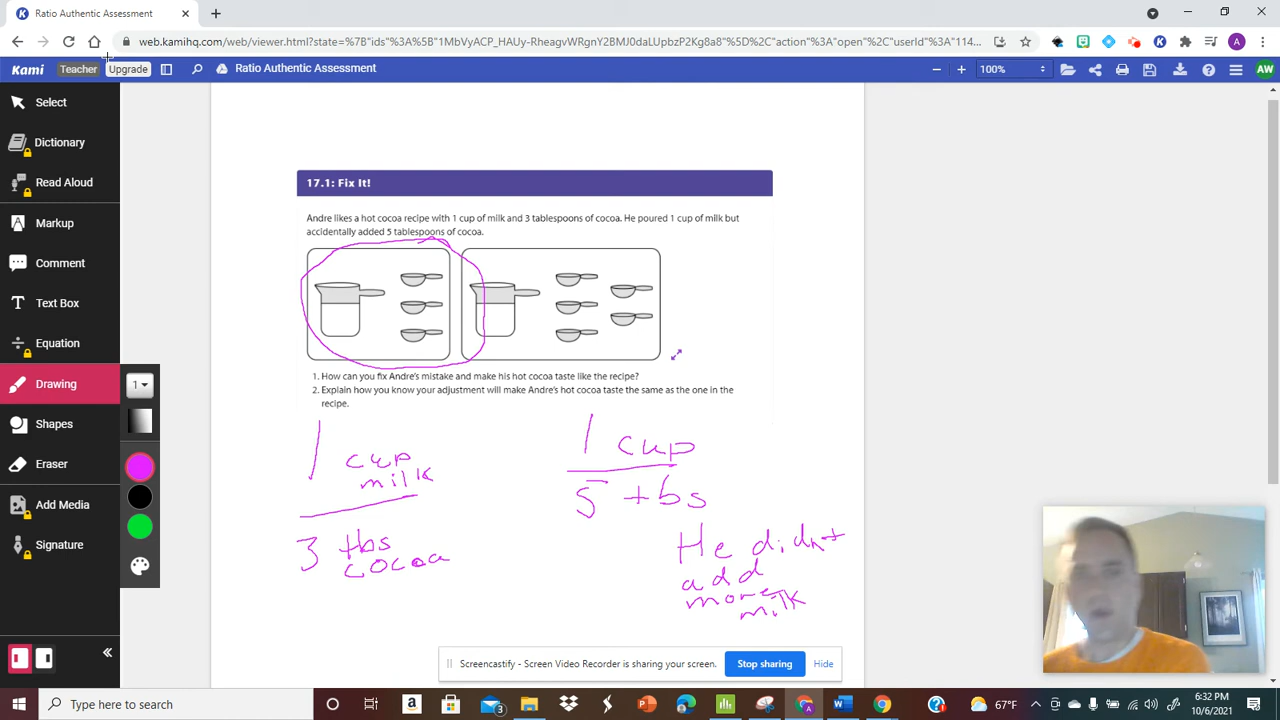 Ratio Authentic Assessment
web.kamihq.com/web/viewer.html?state=%7B"ids"%3A%5B"1MbVyACP_HAUy-RheagvWRgnY2BMJ0daLUpbzP2Kg8a8"%5D%2C"action"%3A"open"%2C"userId"%3A"114...
A
Kami
Teacher
Upgrade
Ratio Authentic Assessment
100%
AW
Select
Dictionary
Read Aloud
Markup
Comment
Text Box
Equation
Drawing
Shapes
Eraser
Add Media
Signature
1
17.1: Fix It!
Andre likes a hot cocoa recipe with 1 cup of milk and 3 tablespoons of cocoa. He poured 1 cup of milk but
accidentally added 5 tablespoons of cocoa.
1. How can you fix Andre's mistake and make his hot cocoa taste like the recipe?
2. Explain how you know your adjustment will make Andre's hot cocoa taste the same as the one in the
recipe.
1 cup
milk
3 tbs
cocoa
1 cup
5 tbs
He didnt
add
more
milk
Screencastify - Screen Video Recorder is sharing your screen.
Stop sharing
Hide
Type here to search
3
67°F
6:32 PM
10/6/2021